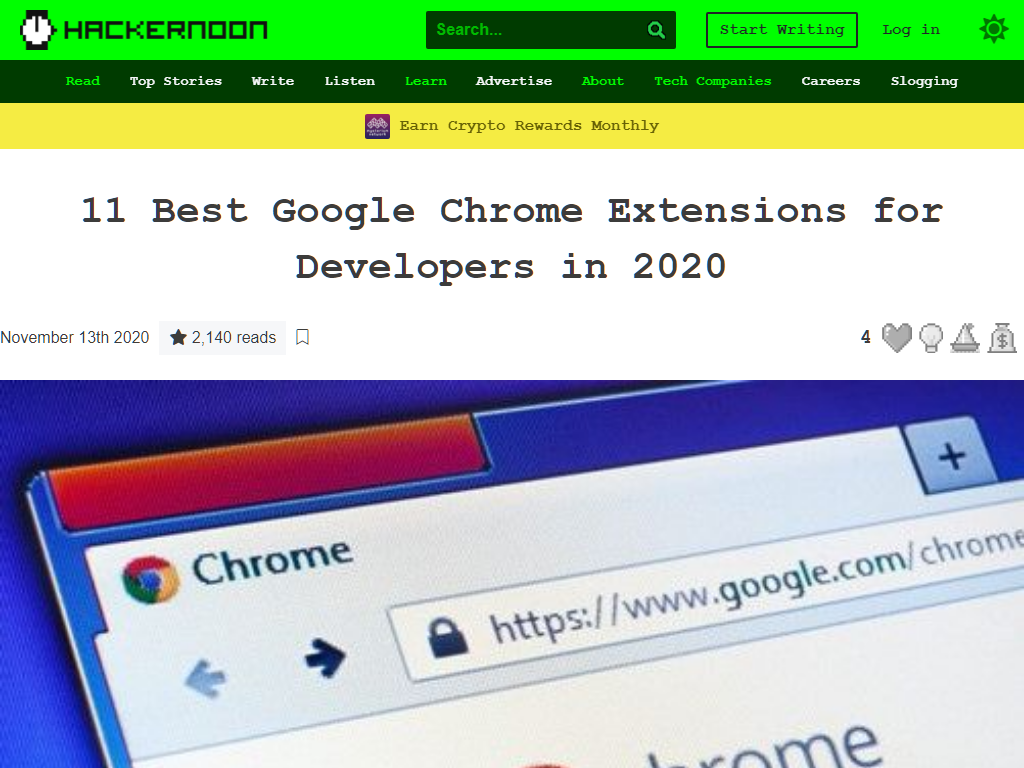 HACKERNOON
Search...
Start Writing
Log in
Read Top Stories Write Listen Learn Advertise About Tech Companies Careers Slogging
Earn Crypto Rewards Monthly
11 Best Google Chrome Extensions for
Developers in 2020
November 13th 2020
2,140 reads
4
Chrome
https://www.google.com/chrome
chrome